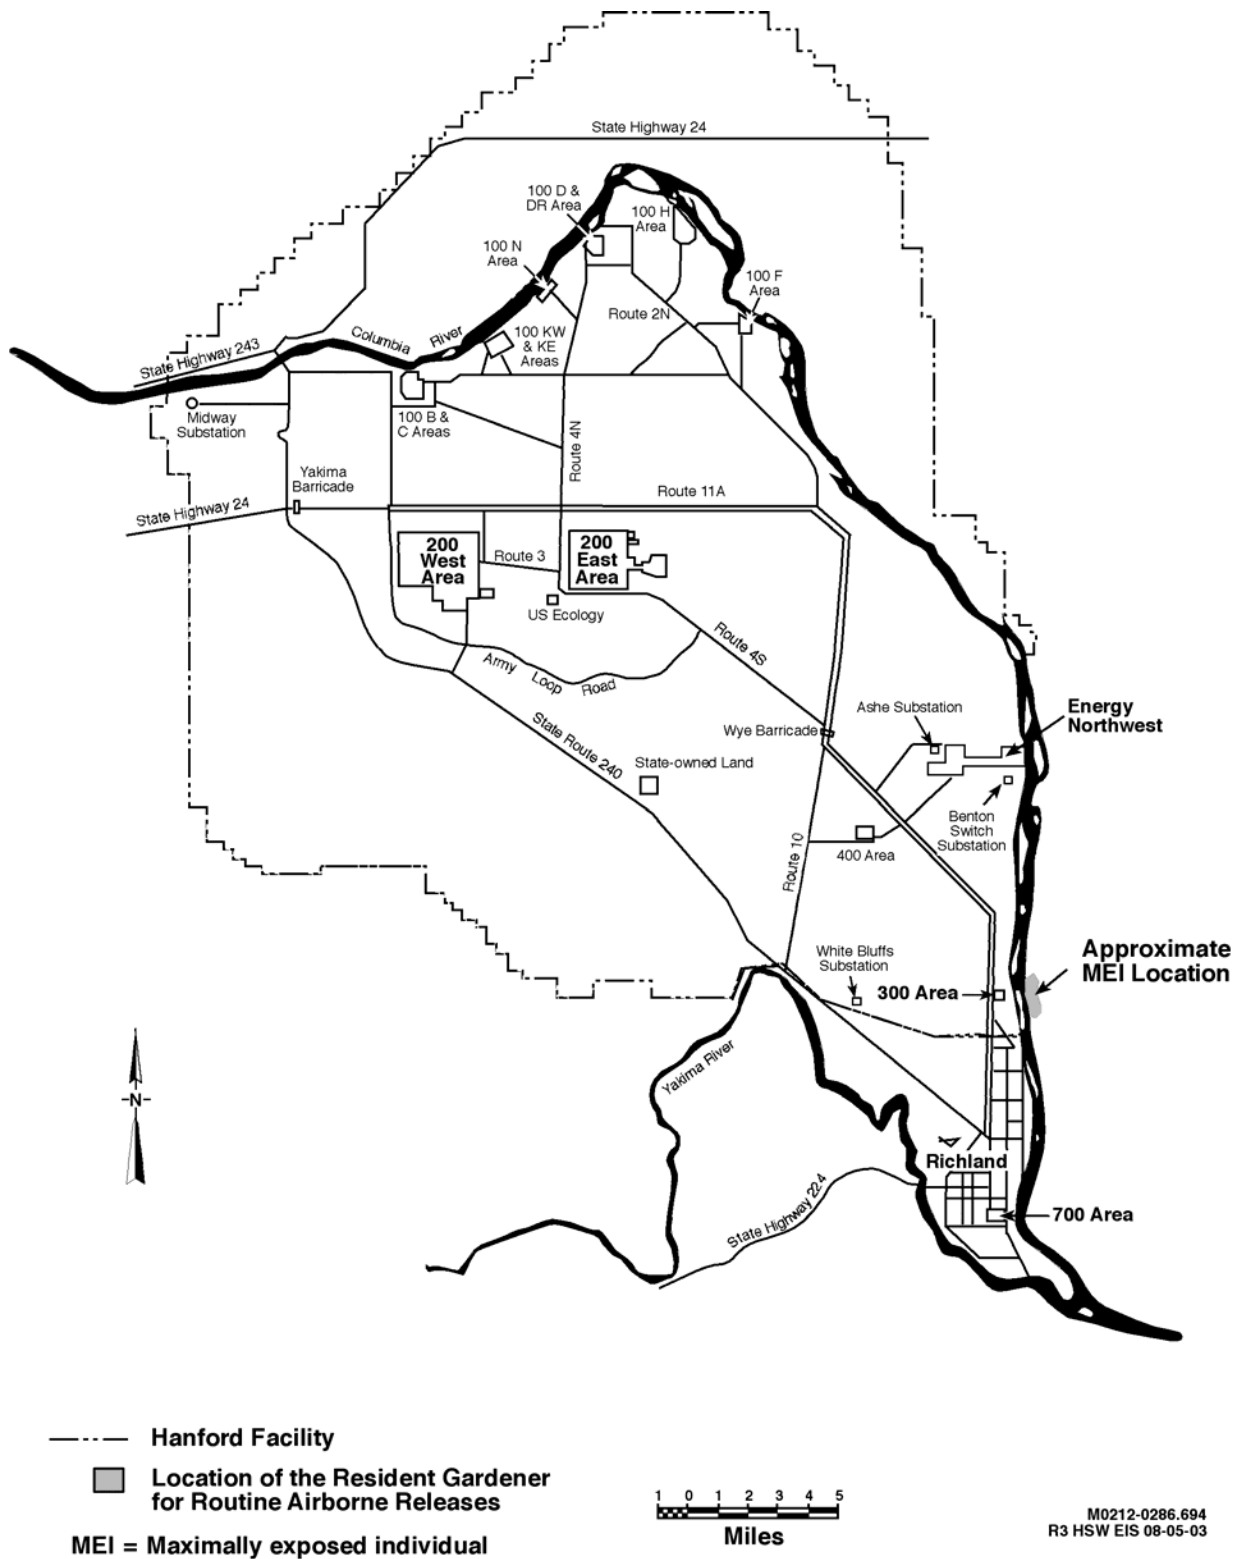 State Highway 24
100 D &
DR Area
100 H
Area
100 N
Area
100 F
Area
Route 2N
Columbia River
100 KW
& KE
Areas
State Highway 243
Midway
Substation
100 B &
C Areas
Route 4N
Yakima
Barricade
Route 11A
State Highway 24
200
West
Area
Route 3
200
East
Area
US Ecology
Army Loop Road
Route 4S
State Route 240
Ashe Substation
Energy
Northwest
Wye Barricade
State-owned Land
Benton
Switch
Substation
400 Area
Route 10
White Bluffs
Substation
300 Area
Approximate
MEI Location
Yakima River
N
Richland
State Highway 224
700 Area
Hanford Facility
Location of the Resident Gardener
for Routine Airborne Releases
MEI = Maximally exposed individual
1 0 1 2 3 4 5
Miles
M0212-0286.694
R3 HSW EIS 08-05-03